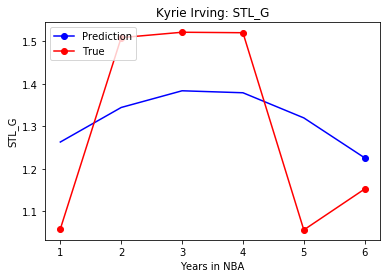 Kyrie Irving: STL_G
Prediction
True
1.5
1.4
1.3
1.2
1.1
STL_G
1 2 3 4 5 6
Years in NBA